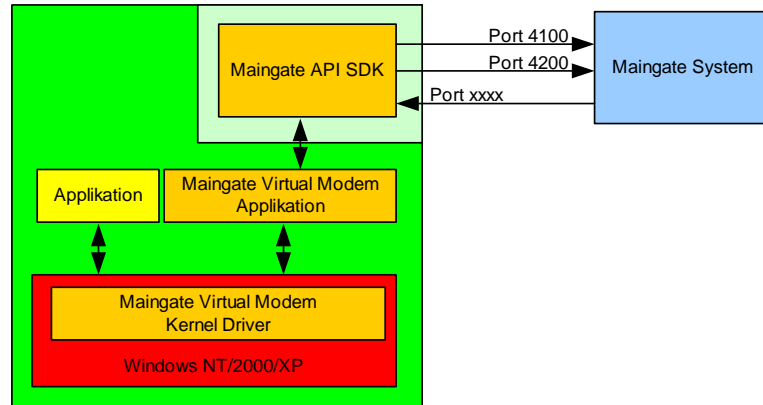 Port 4100
Maingate API SDK
Port 4200
Maingate System
Port xxxx
Applikation
Maingate Virtual Modem
Applikation
Maingate Virtual Modem
Kernel Driver
Windows NT/2000/XP